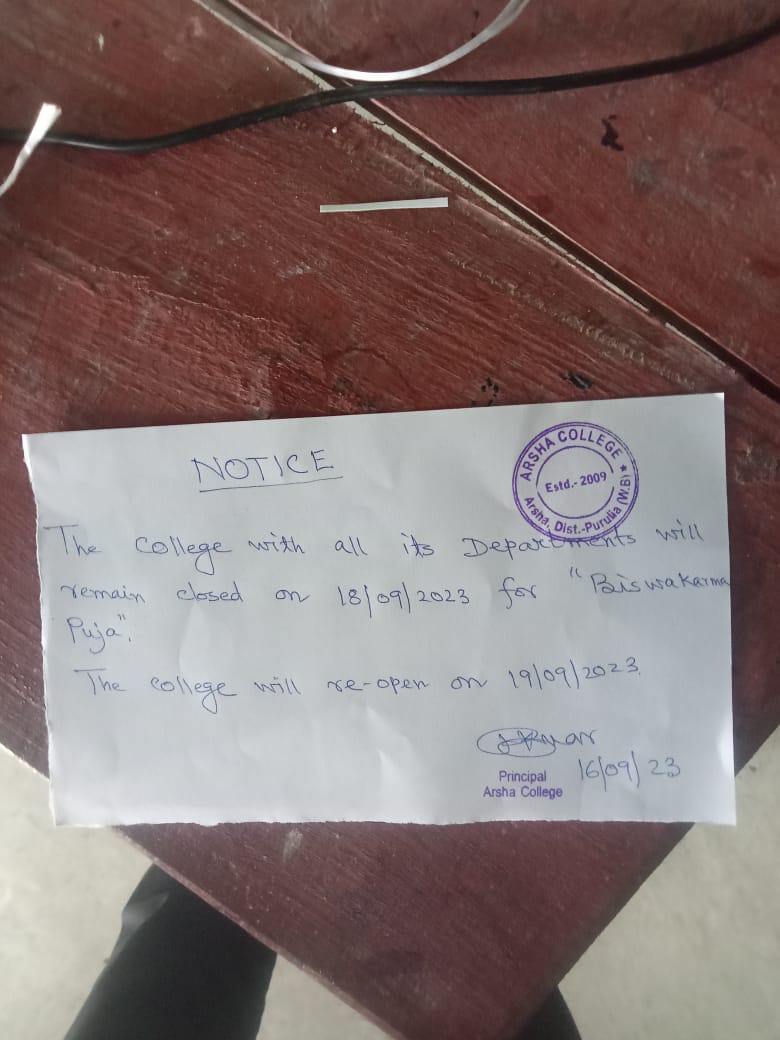 NOTICE
ARSHA COLLEGE
Estd.- 2009
Arsha, Dist.-Purulia (W.B) ★
The College with all its Departments will
remain closed on 18/09/2023 for "Biswakarma
Puja".
The college will re-open on 19/09/2023.
Principal 16/09/23
Arsha College